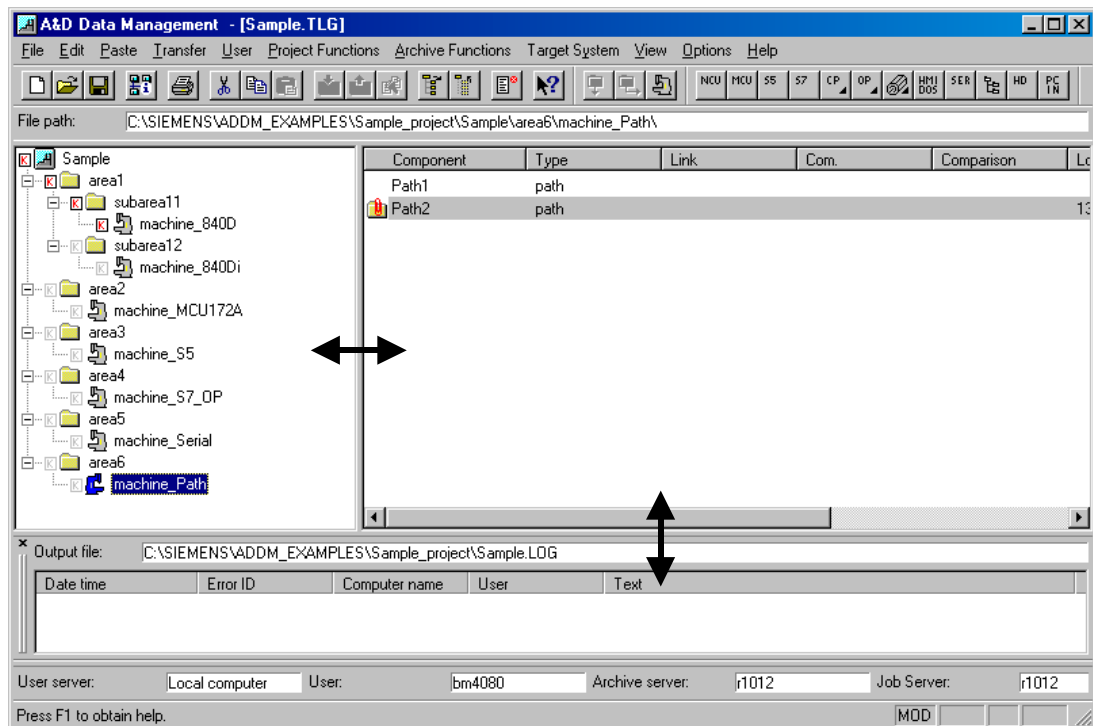 A&D Data Management - [Sample.TLG]
File Edit Paste Transfer User Project Functions Archive Functions Target System View Options Help
NCU MCU S5 S7 CP OP HMI DOS SER HD PC IN
File path: C:\SIEMENS\ADDM_EXAMPLES\Sample_project\Sample\area6\machine_Path\
K Sample
K area1
K subarea11
K machine_840D
K subarea12
K machine_840Di
K area2
K machine_MCU172A
K area3
K machine_S5
K area4
K machine_S7_OP
K area5
K machine_Serial
K area6
K machine_Path
Component Type Link Com. Comparison Lo
Path1 path
Path2 path 13
Output file: C:\SIEMENS\ADDM_EXAMPLES\Sample_project\Sample.LOG
Date time Error ID Computer name User Text
User server: Local computer User: bm4080 Archive server: r1012 Job Server: r1012
Press F1 to obtain help. MOD